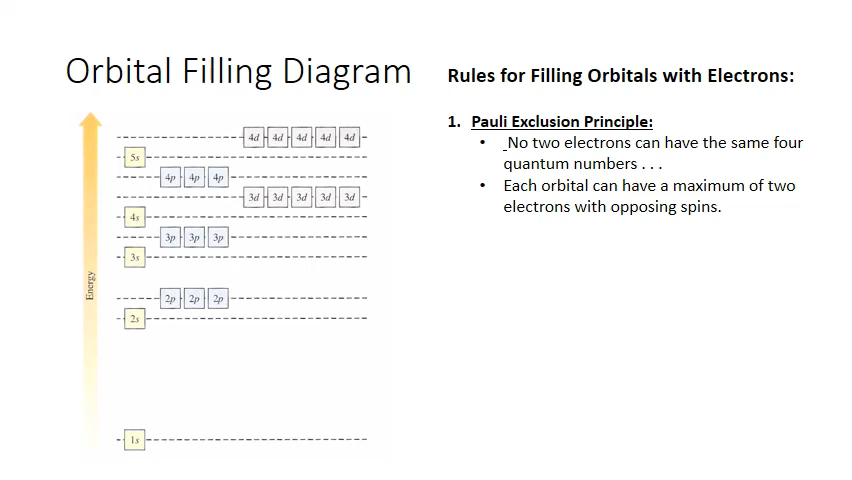 Orbital Filling Diagram
Energy
4d 4d 4d 4d 4d
5s
4p 4p 4p
3d 3d 3d 3d 3d
4s
3p 3p 3p
3s
2p 2p 2p
2s
1s
Rules for Filling Orbitals with Electrons:
1. Pauli Exclusion Principle:
• No two electrons can have the same four
quantum numbers . . .
• Each orbital can have a maximum of two
electrons with opposing spins.